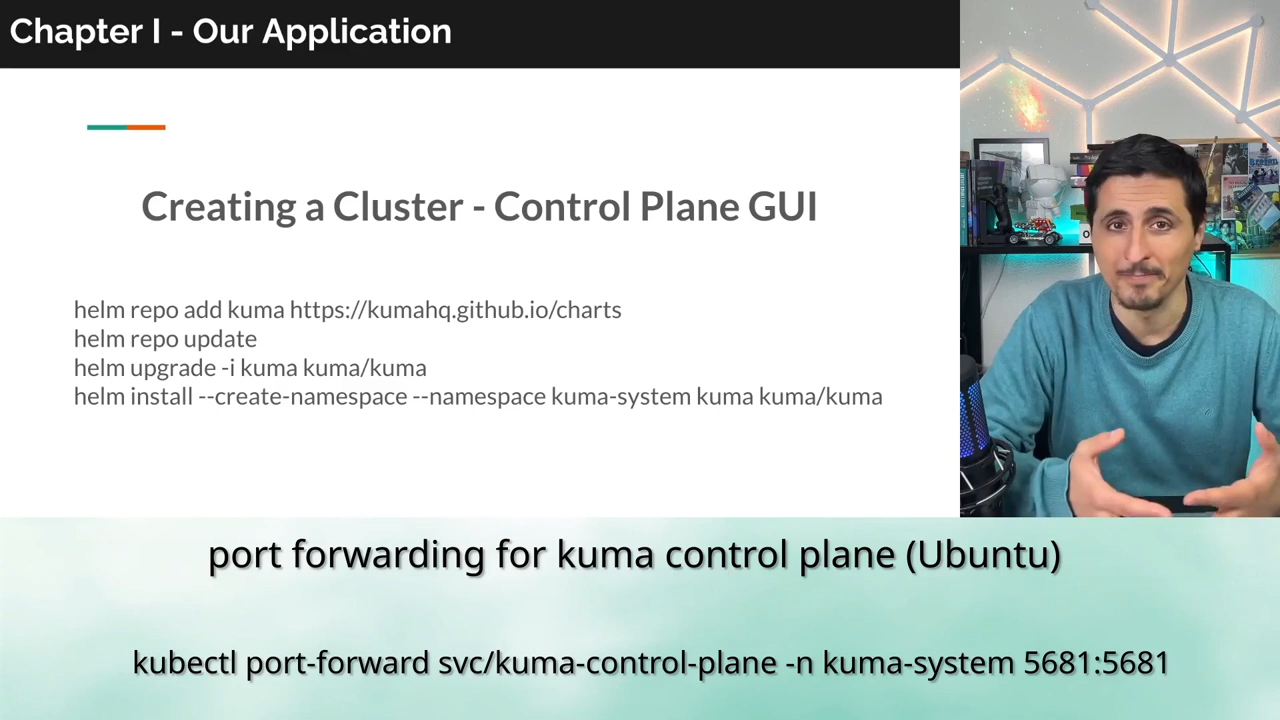 Chapter I - Our Application
Creating a Cluster - Control Plane GUI
helm repo add kuma https://kumahq.github.io/charts
helm repo update
helm upgrade -i kuma kuma/kuma
helm install --create-namespace --namespace kuma-system kuma kuma/kuma
port forwarding for kuma control plane (Ubuntu)
kubectl port-forward svc/kuma-control-plane -n kuma-system 5681:5681